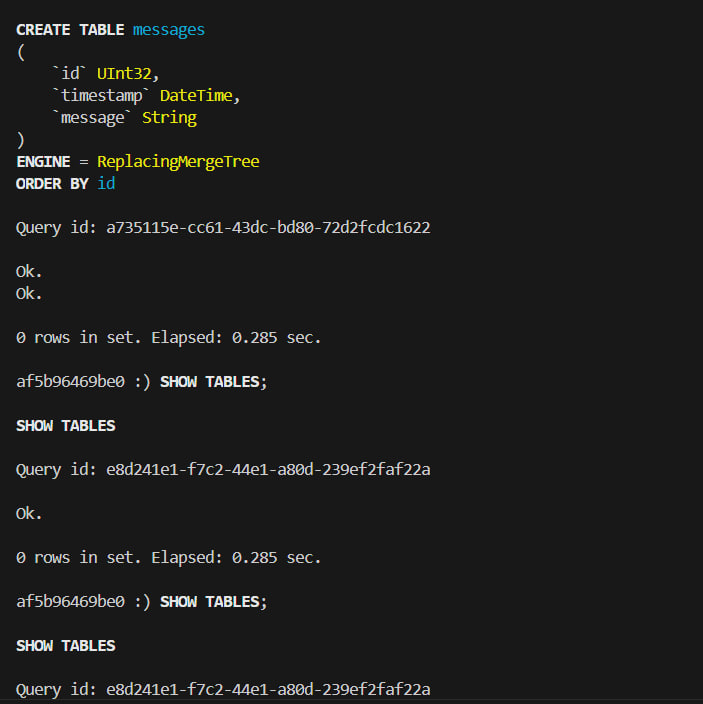 CREATE TABLE messages
(
    `id` UInt32,
    `timestamp` DateTime,
    `message` String
)
ENGINE = ReplacingMergeTree
ORDER BY id
Query id: a735115e-cc61-43dc-bd80-72d2fcdc1622
Ok.
Ok.
0 rows in set. Elapsed: 0.285 sec.
af5b96469be0 :) SHOW TABLES;
SHOW TABLES
Query id: e8d241e1-f7c2-44e1-a80d-239ef2faf22a
Ok.
0 rows in set. Elapsed: 0.285 sec.
af5b96469be0 :) SHOW TABLES;
SHOW TABLES
Query id: e8d241e1-f7c2-44e1-a80d-239ef2faf22a